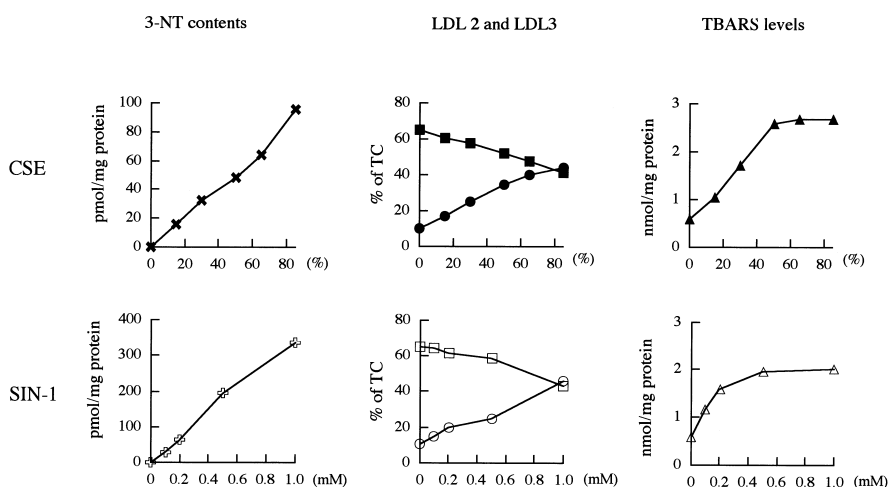 3-NT contents
LDL 2 and LDL3
TBARS levels
CSE
pmol/mg protein
100
80
60
40
20
0
0 20 40 60 80 (%)
% of TC
80
60
40
20
0
0 20 40 60 80 (%)
nmol/mg protein
3
2
1
0
0 20 40 60 80 (%)
SIN-1
pmol/mg protein
400
300
200
100
0
0 0.2 0.4 0.6 0.8 1.0 (mM)
% of TC
80
60
40
20
0
0 0.2 0.4 0.6 0.8 1.0 (mM)
nmol/mg protein
3
2
1
0
0 0.2 0.4 0.6 0.8 1.0 (mM)